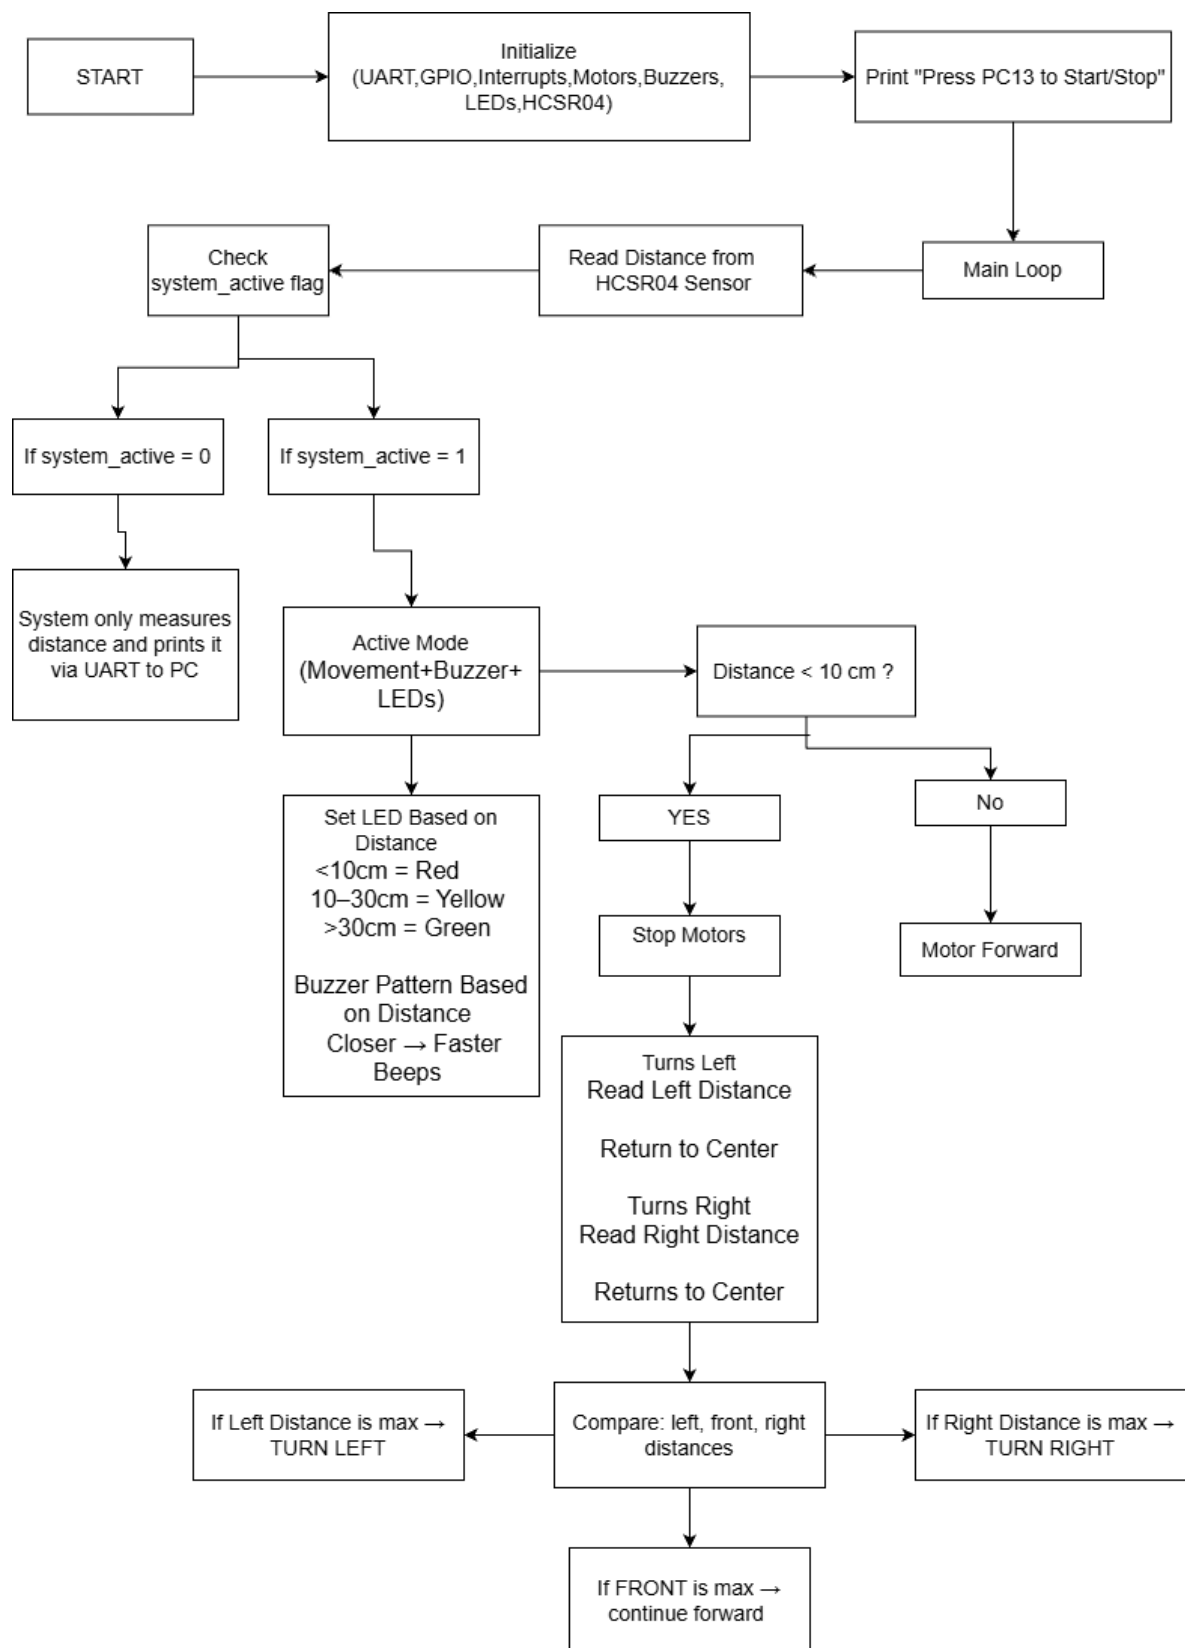 START
Initialize
(UART,GPIO,Interrupts,Motors,Buzzers,
LEDs,HCSR04)
Print "Press PC13 to Start/Stop"
Main Loop
Read Distance from
HCSR04 Sensor
Check
system_active flag
If system_active = 0
If system_active = 1
System only measures
distance and prints it
via UART to PC
Active Mode
(Movement+Buzzer+
LEDs)
Distance < 10 cm ?
Set LED Based on
Distance
<10cm = Red
10–30cm = Yellow
>30cm = Green
Buzzer Pattern Based
on Distance
Closer → Faster
Beeps
YES
No
Stop Motors
Motor Forward
Turns Left
Read Left Distance
Return to Center
Turns Right
Read Right Distance
Returns to Center
If Left Distance is max →
TURN LEFT
Compare: left, front, right
distances
If Right Distance is max →
TURN RIGHT
If FRONT is max →
continue forward